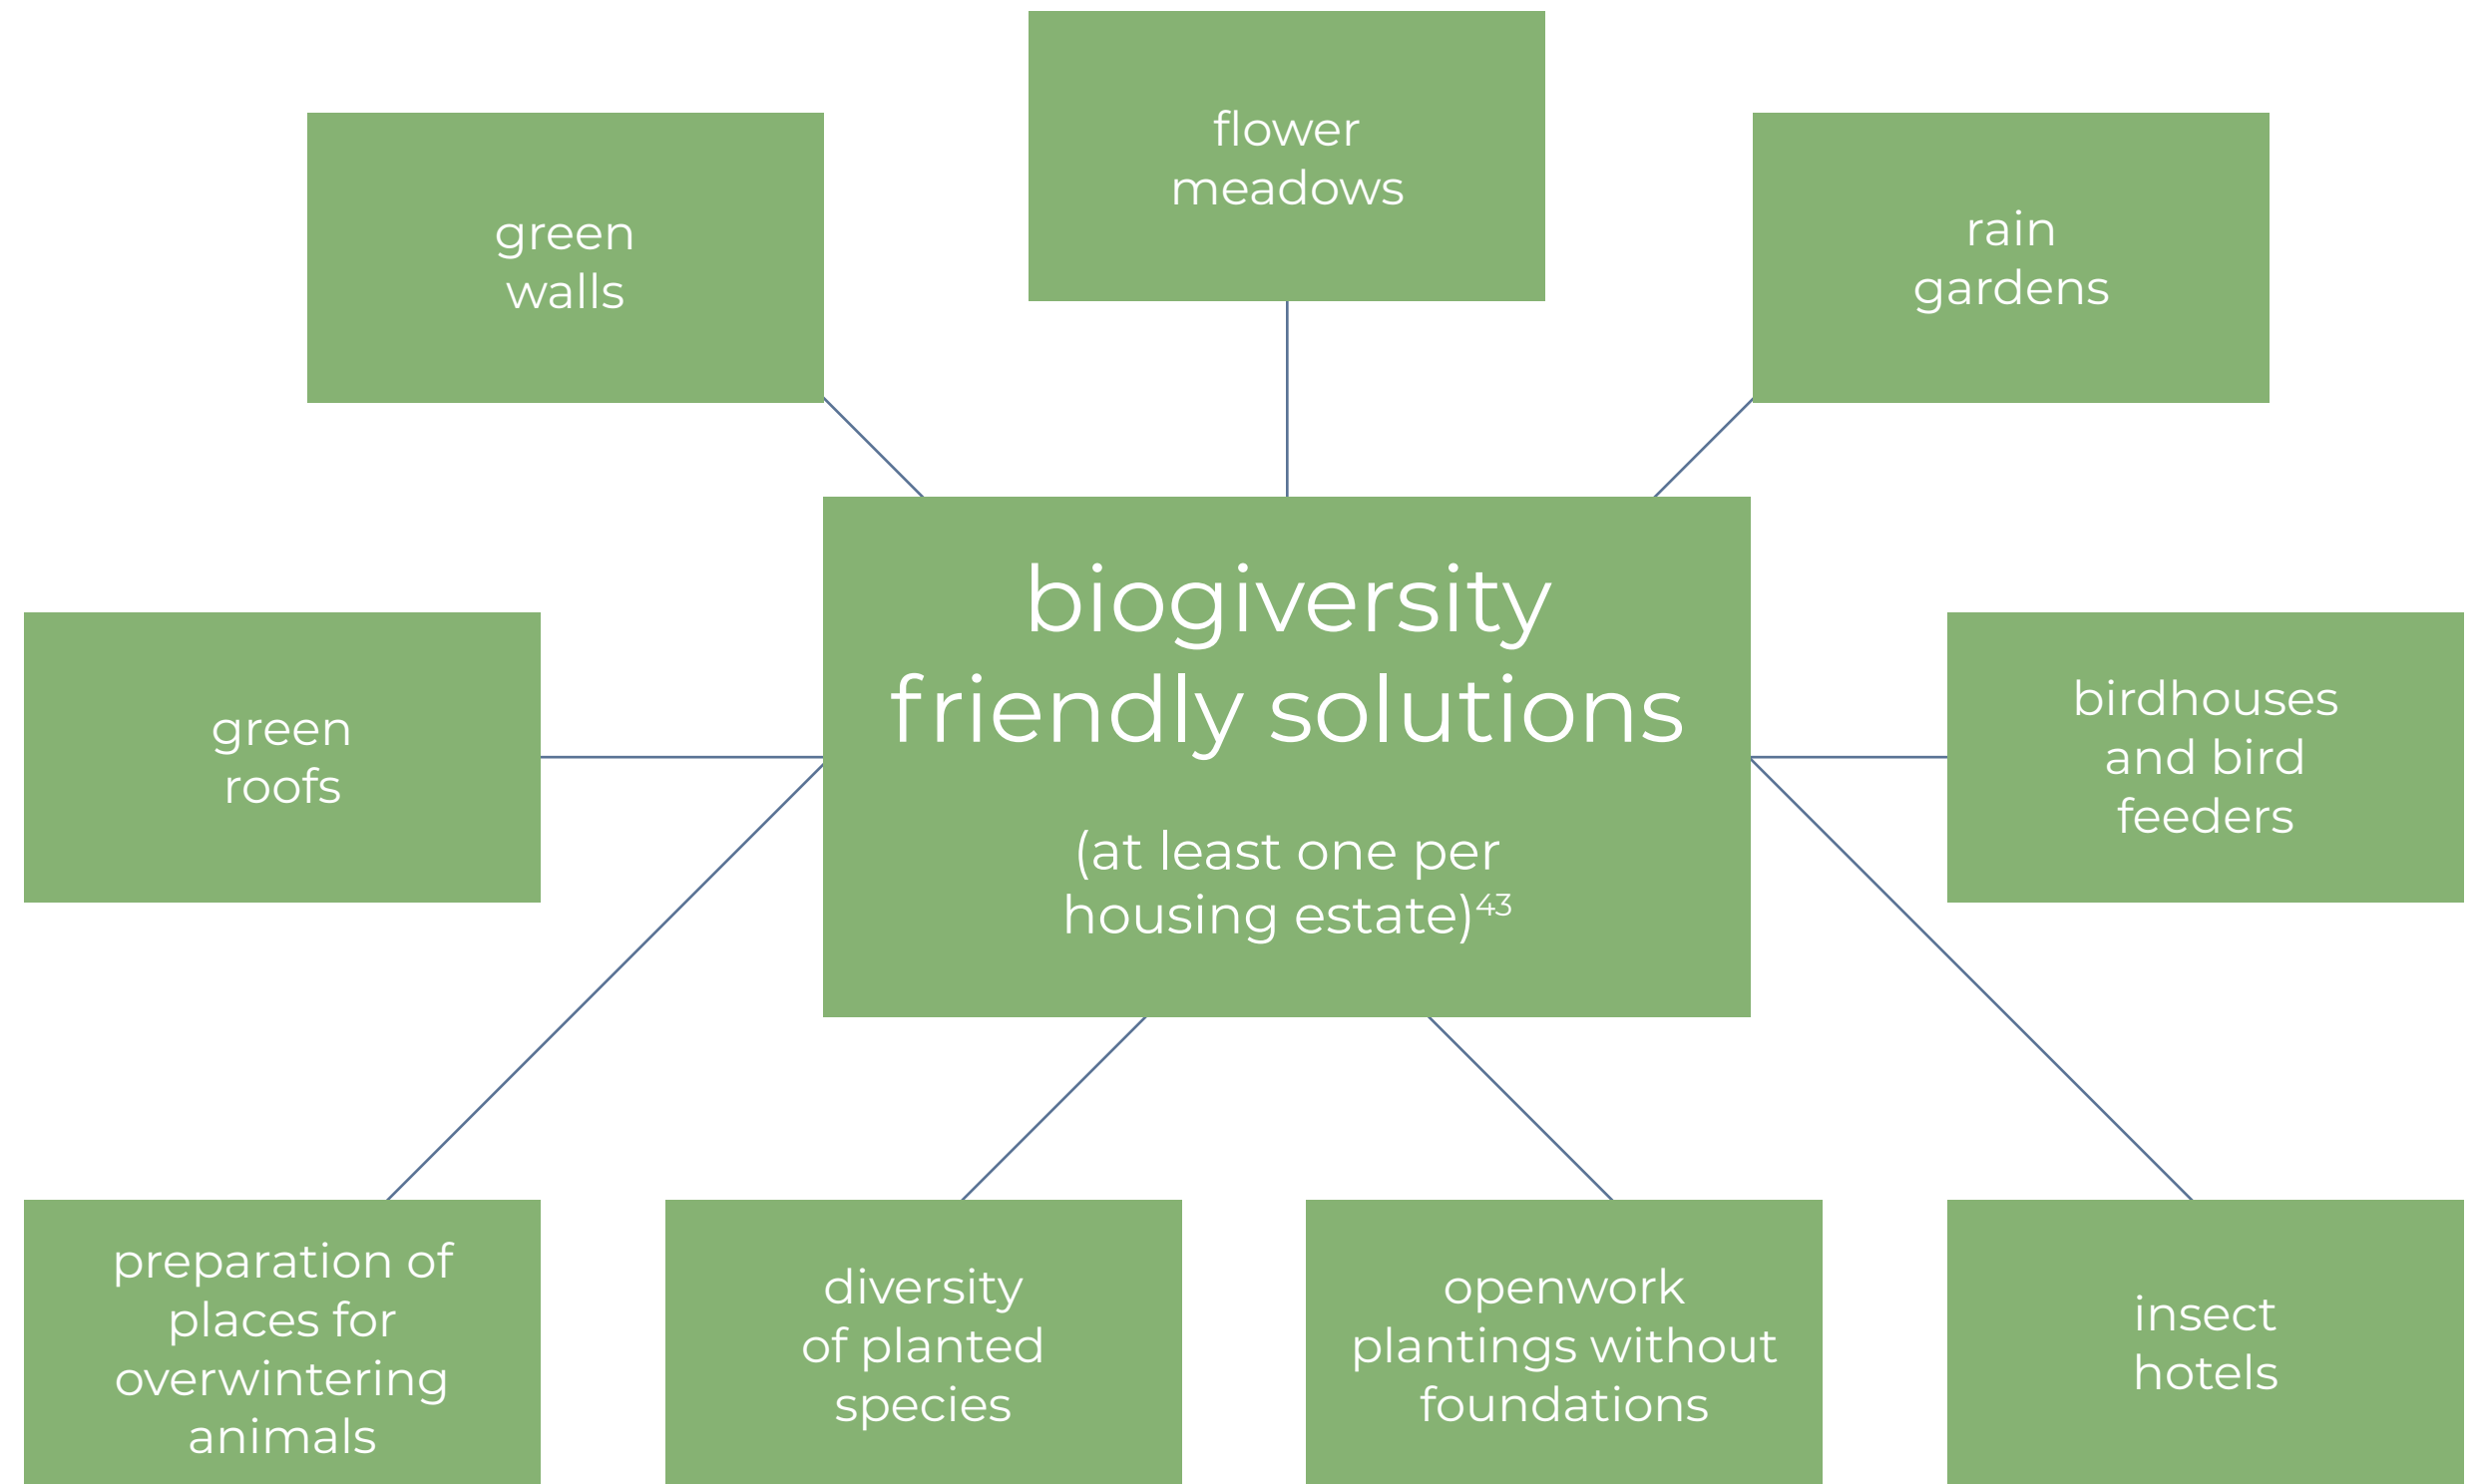 flower
meadows
green
walls
rain
gardens
biogiversity
friendly solutions
(at least one per
housing estate)⁴³
green
roofs
birdhouses
and bird
feeders
preparation of
places for
overwintering
animals
diversity
of planted
species
openwork
plantings without
foundations
insect
hotels